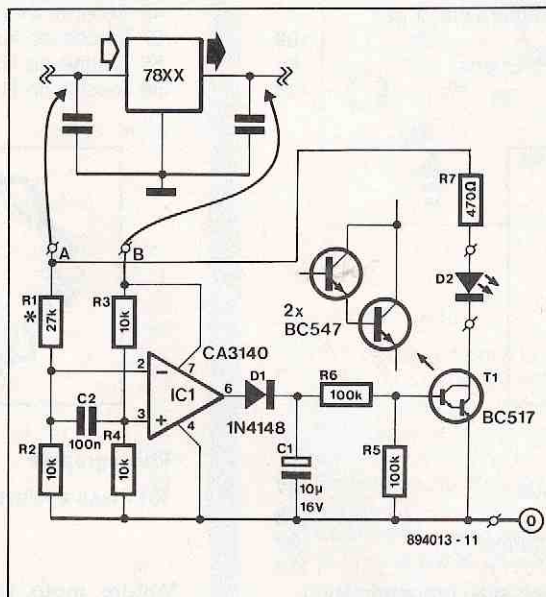 78XX
A
B
R7
470Ω
R1
*
27k
R3
10k
D2
2x
BC547
CA3140
2
7
IC1
6
3
4
D1
1N4148
R6
100k
T1
BC517
C2
100n
R2
10k
R4
10k
C1
10µ
16V
R5
100k
0
894013 - 11